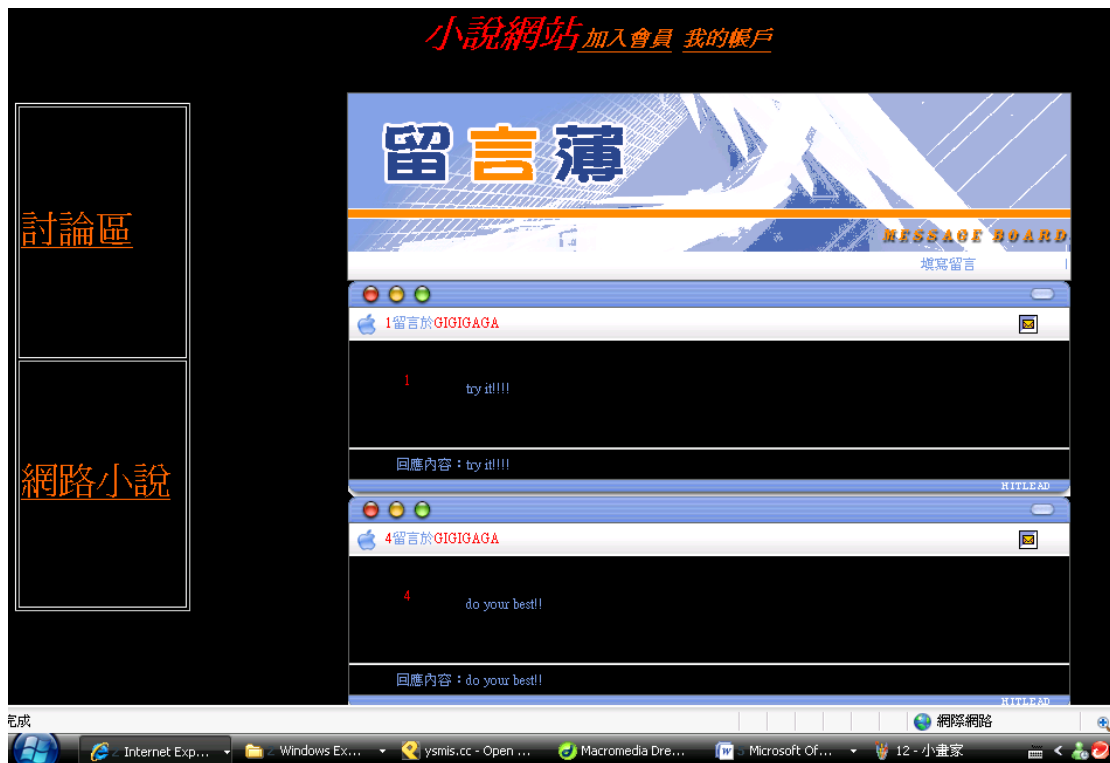 小說網站 加入會員 我的帳戶
討論區
網路小說
留言薄
MESSAGE BOARD
填寫留言
1留言於GIGIGAGA
1
try it!!!!
回應內容：try it!!!!
HITLEAD
4留言於GIGIGAGA
4
do your best!!
回應內容：do your best!!
HITLEAD
完成
網際網路
Internet Exp...
Windows Ex...
ysmis.cc - Open ...
Macromedia Dre...
Microsoft Of...
12 - 小畫家